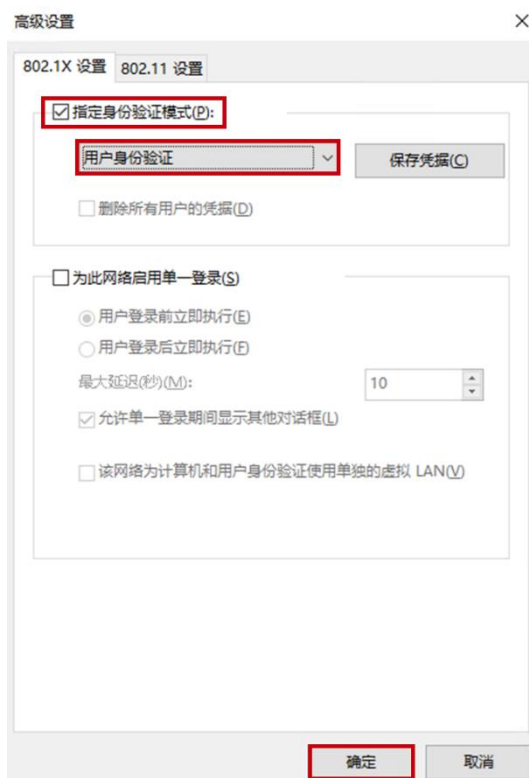 高级设置
802.1X 设置 802.11 设置
指定身份验证模式(P):
用户身份验证 保存凭据(C)
删除所有用户的凭据(D)
为此网络启用单一登录(S)
用户登录前立即执行(E)
用户登录后立即执行(F)
最大延迟(秒)(M): 10
允许单一登录期间显示其他对话框(L)
该网络为计算机和用户身份验证使用单独的虚拟 LAN(V)
确定 取消